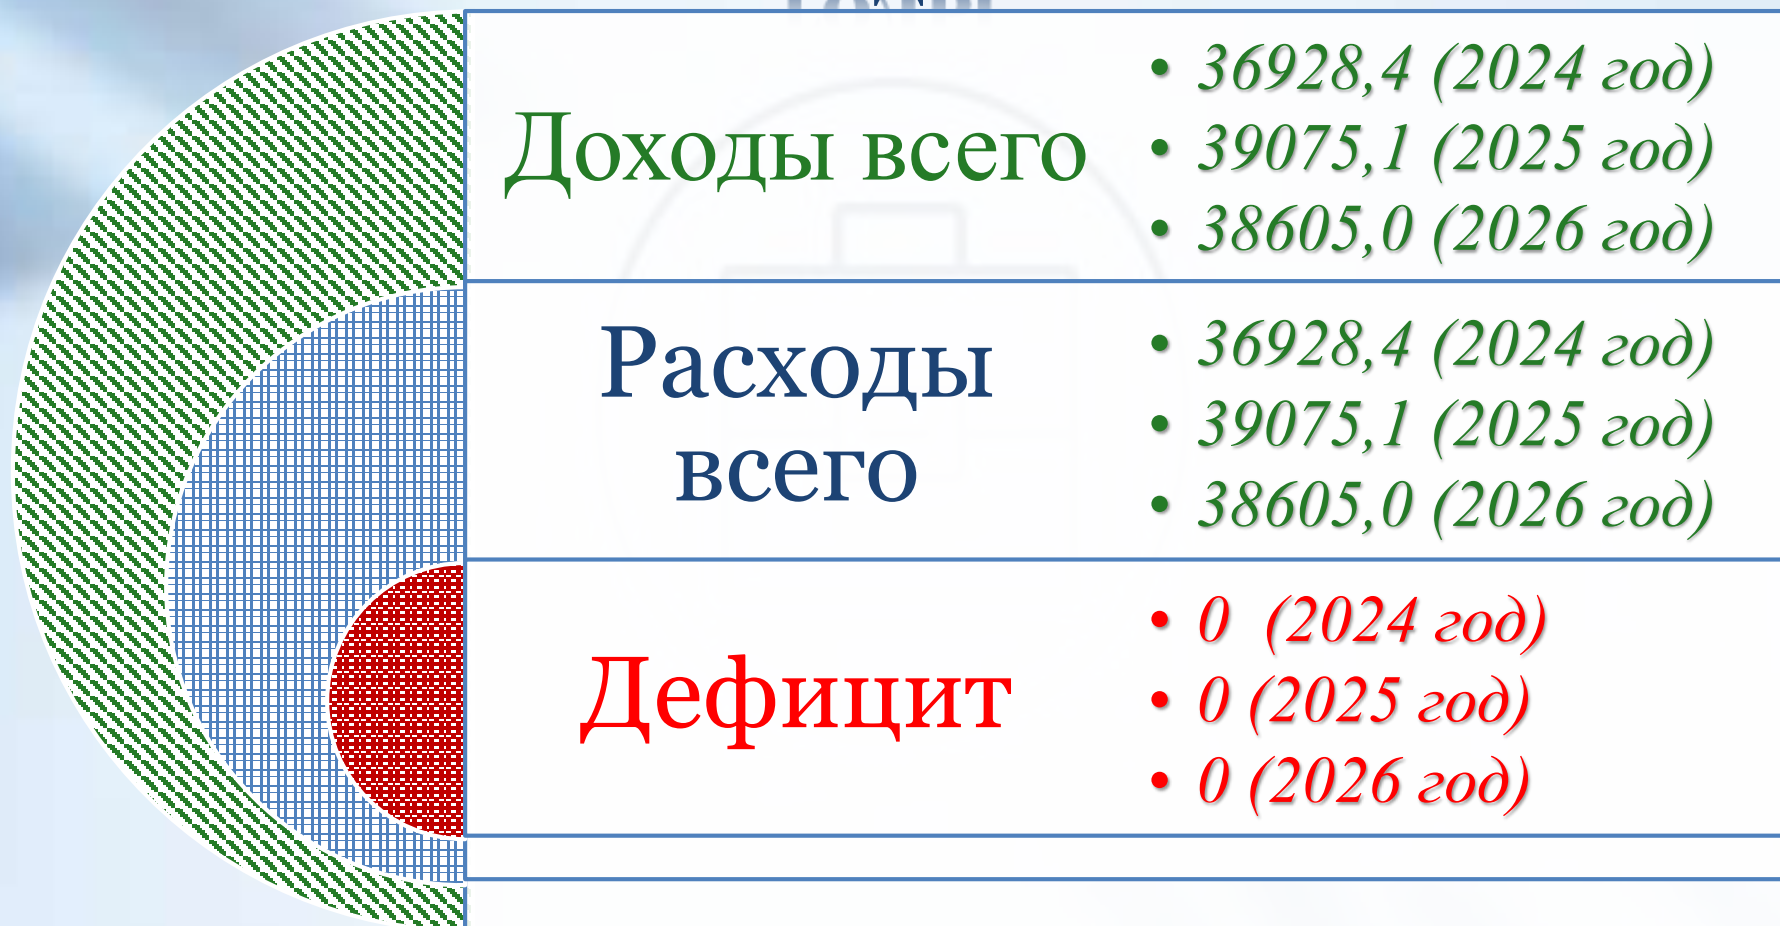 Доходы всего
• 36928,4 (2024 год)
• 39075,1 (2025 год)
• 38605,0 (2026 год)
Расходы
всего
• 36928,4 (2024 год)
• 39075,1 (2025 год)
• 38605,0 (2026 год)
Дефицит
• 0 (2024 год)
• 0 (2025 год)
• 0 (2026 год)